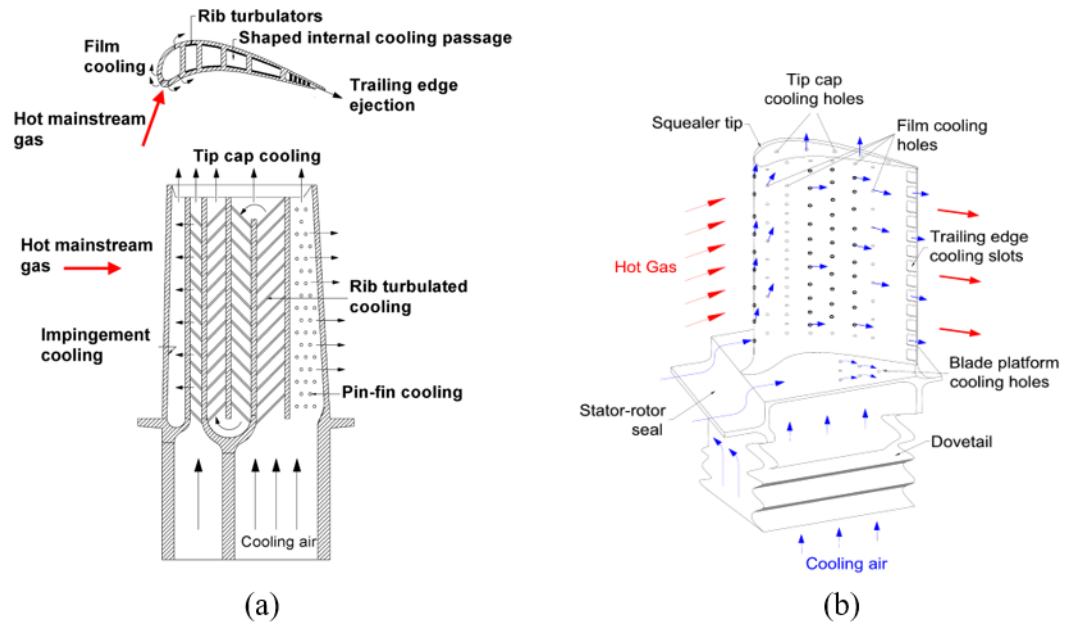 Rib turbulators
Shaped internal cooling passage
Film
cooling
Trailing edge
ejection
Hot mainstream
gas
Tip cap cooling
Hot mainstream
gas
Rib turbulated
cooling
Impingement
cooling
Pin-fin cooling
Cooling air
(a)
Tip cap
cooling holes
Squealer tip
Film cooling
holes
Hot Gas
Trailing edge
cooling slots
Blade platform
cooling holes
Stator-rotor
seal
Dovetail
Cooling air
(b)